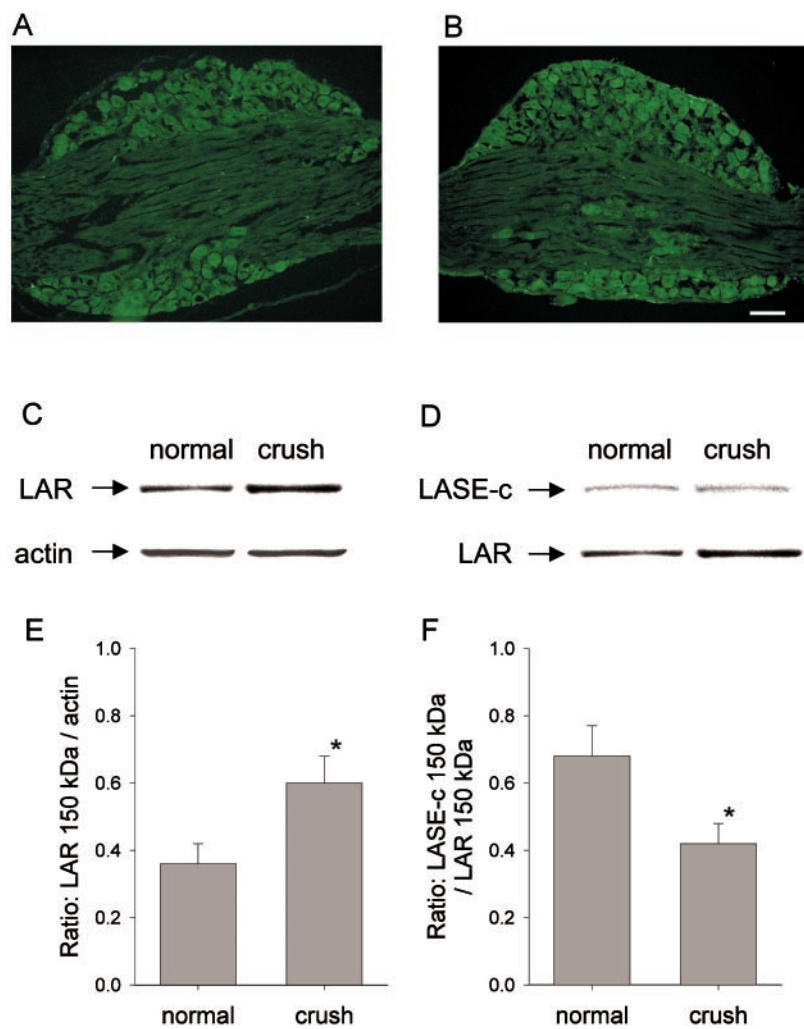 A
B
C
normal crush
LAR
actin
D
normal crush
LASE-c
LAR
E
Ratio: LAR 150 kDa / actin
1.0
0.8
0.6
0.4
0.2
0.0
*
normal crush
F
Ratio: LASE-c 150 kDa
/ LAR 150 kDa
1.0
0.8
0.6
0.4
0.2
0.0
*
normal crush